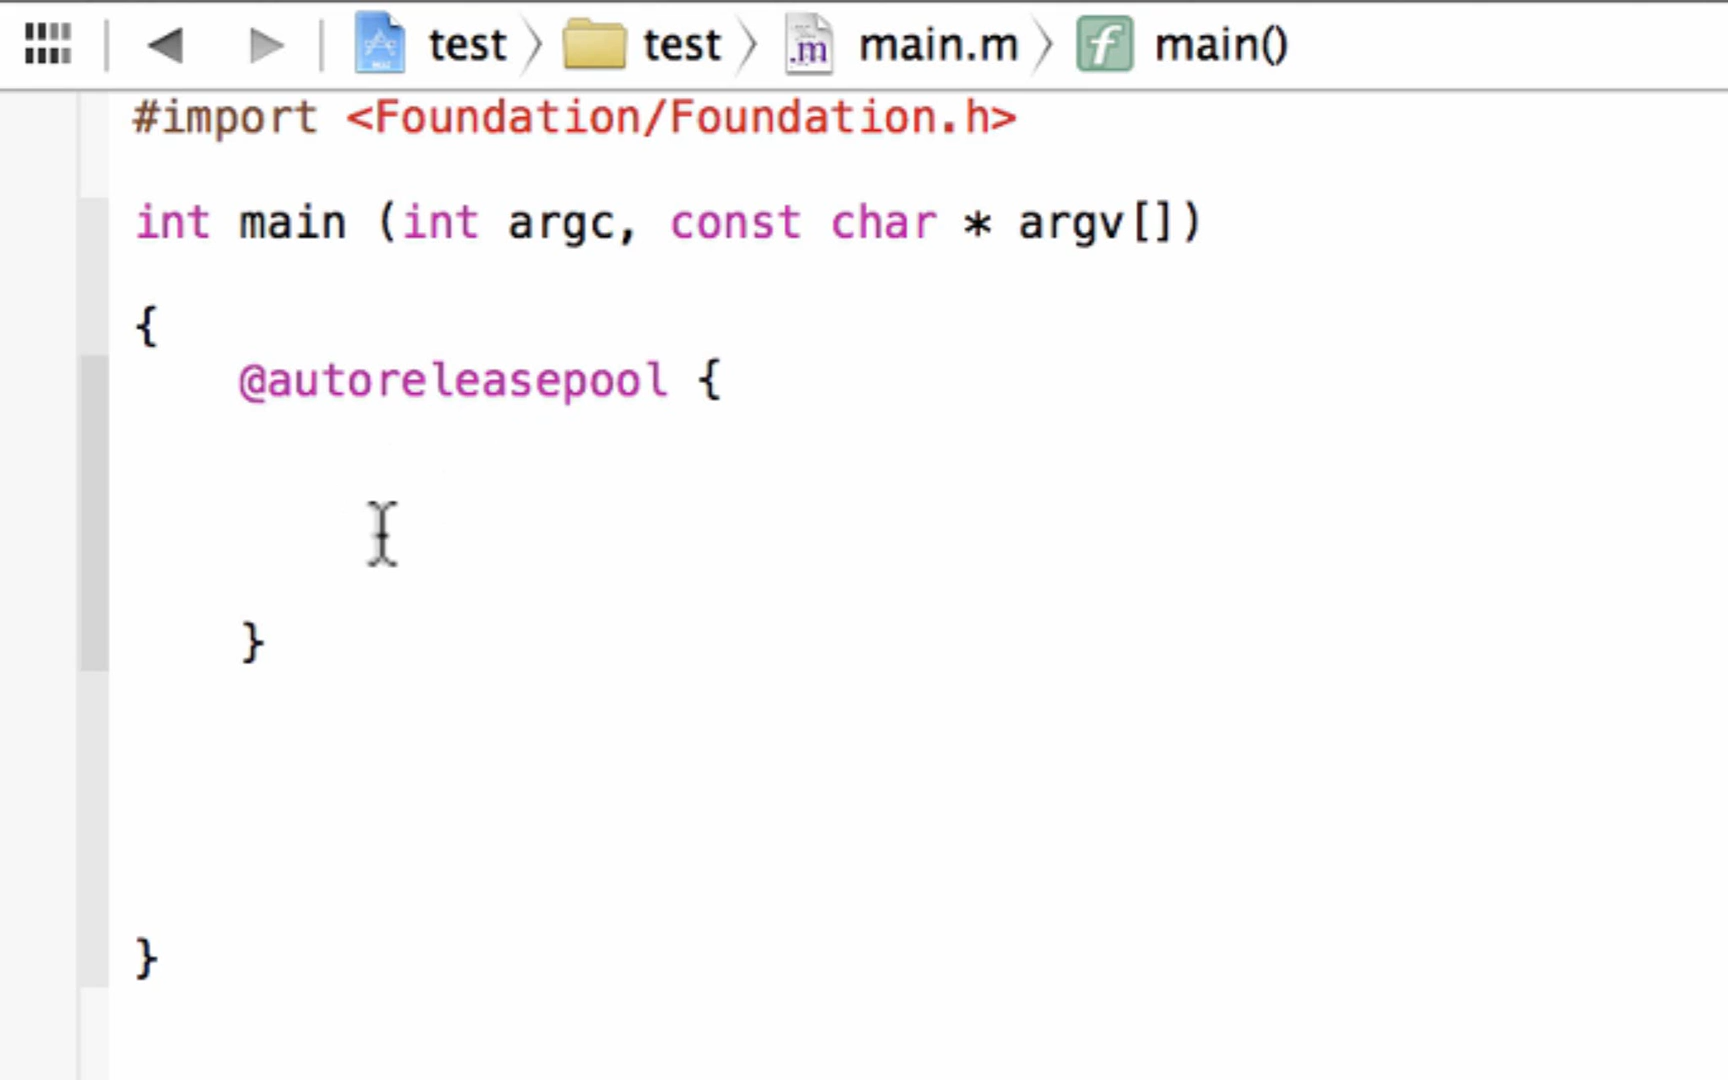 test test main.m main()
#import <Foundation/Foundation.h>
int main (int argc, const char * argv[])
{
@autoreleasepool {
}
}